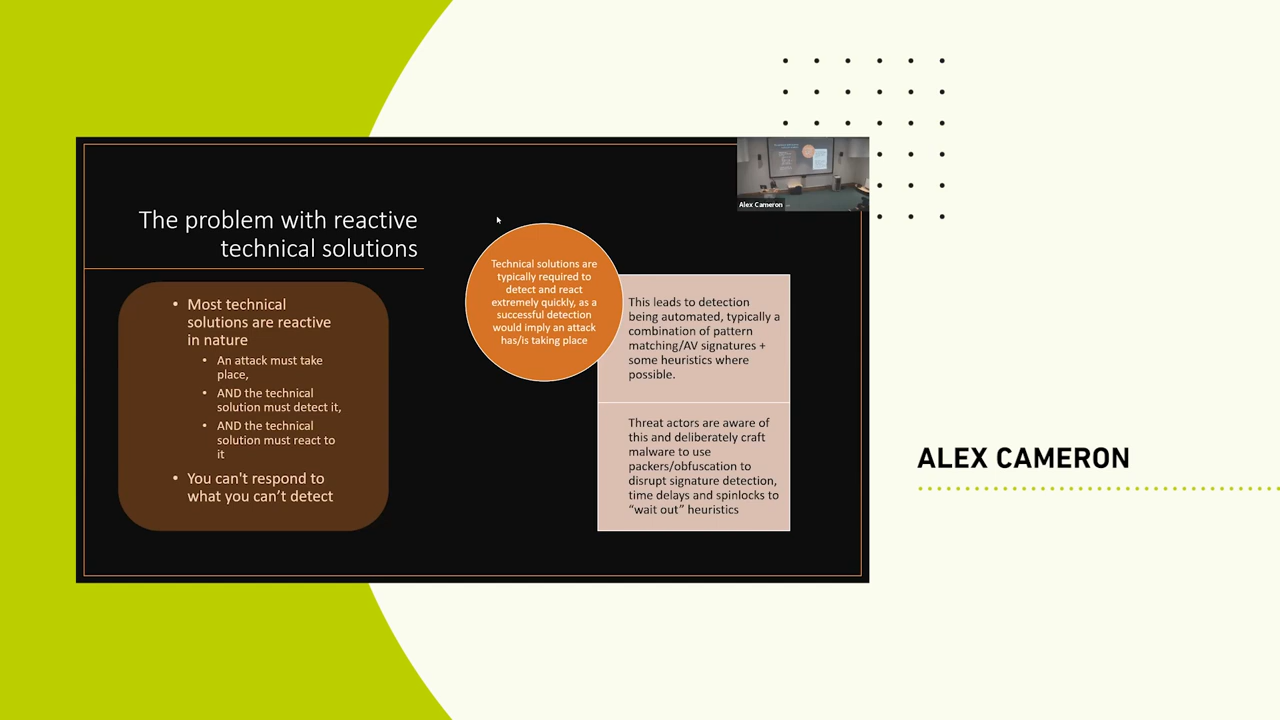 The problem with reactive
technical solutions
• Most technical
solutions are reactive
in nature
• An attack must take
place,
• AND the technical
solution must detect it,
• AND the technical
solution must react to
it
• You can't respond to
what you can’t detect
Technical solutions are
typically required to
detect and react
extremely quickly, as a
successful detection
would imply an attack
has/is taking place
This leads to detection
being automated, typically a
combination of pattern
matching/AV signatures +
some heuristics where
possible.
Threat actors are aware of
this and deliberately craft
malware to use
packers/obfuscation to
disrupt signature detection,
time delays and spinlocks to
“wait out” heuristics
Alex Cameron
ALEX CAMERON